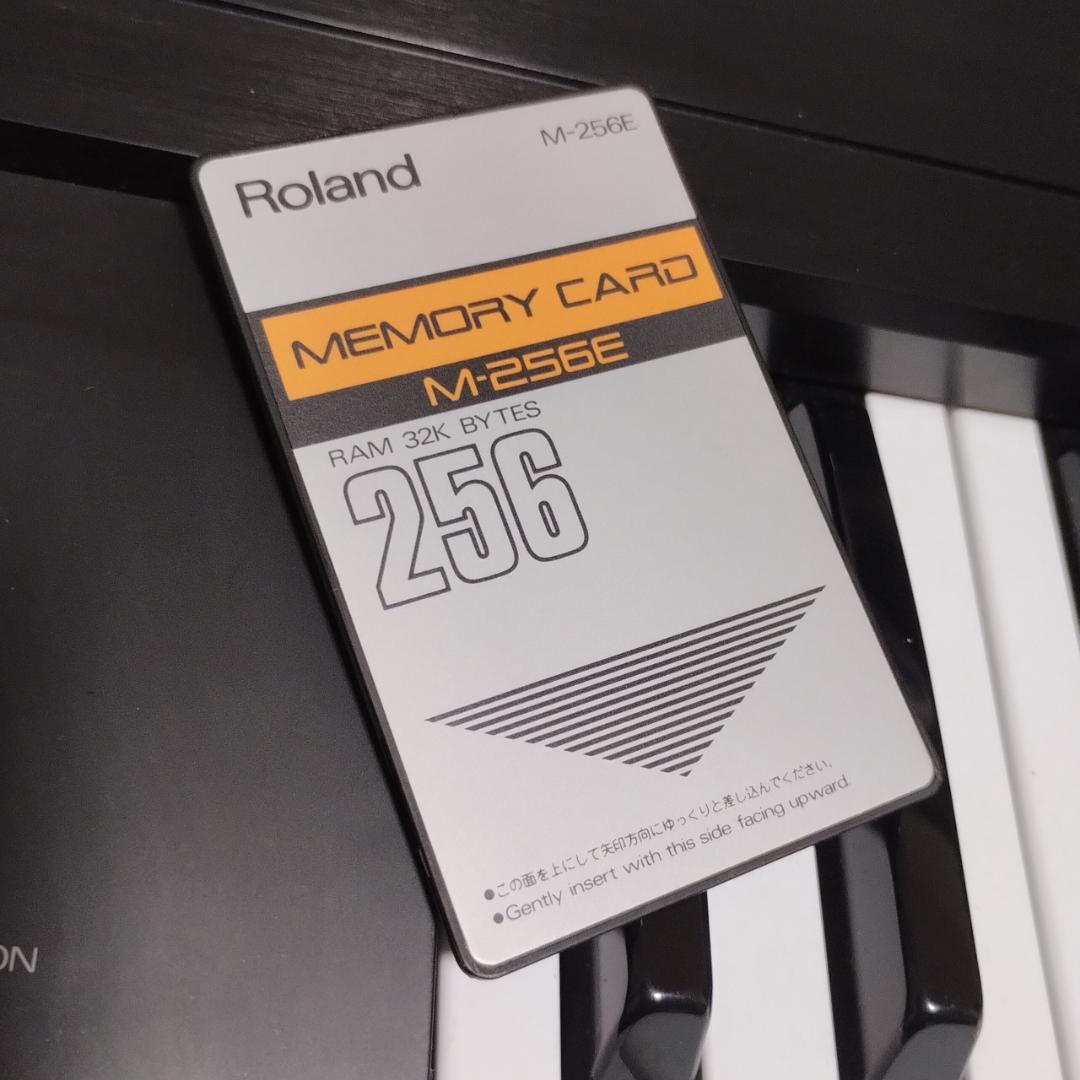 Roland
M-256E
MEMORY CARD
M-256E
RAM 32K BYTES
256
●この面を上にして矢印方向にゆっくりと差し込んでください。
●Gently insert with this side facing upward.
ON